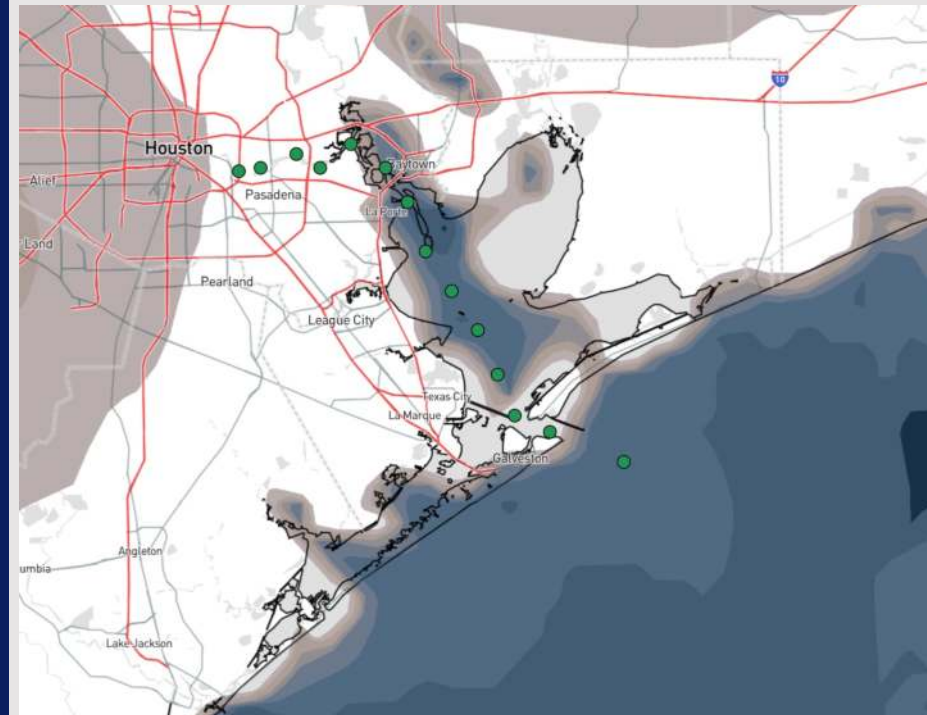 10
Houston
Baytown
Alief
Pasadena
La Porte
Land
Pearland
League City
Texas City
La Marque
Galveston
Angleton
umbia
Lake Jackson